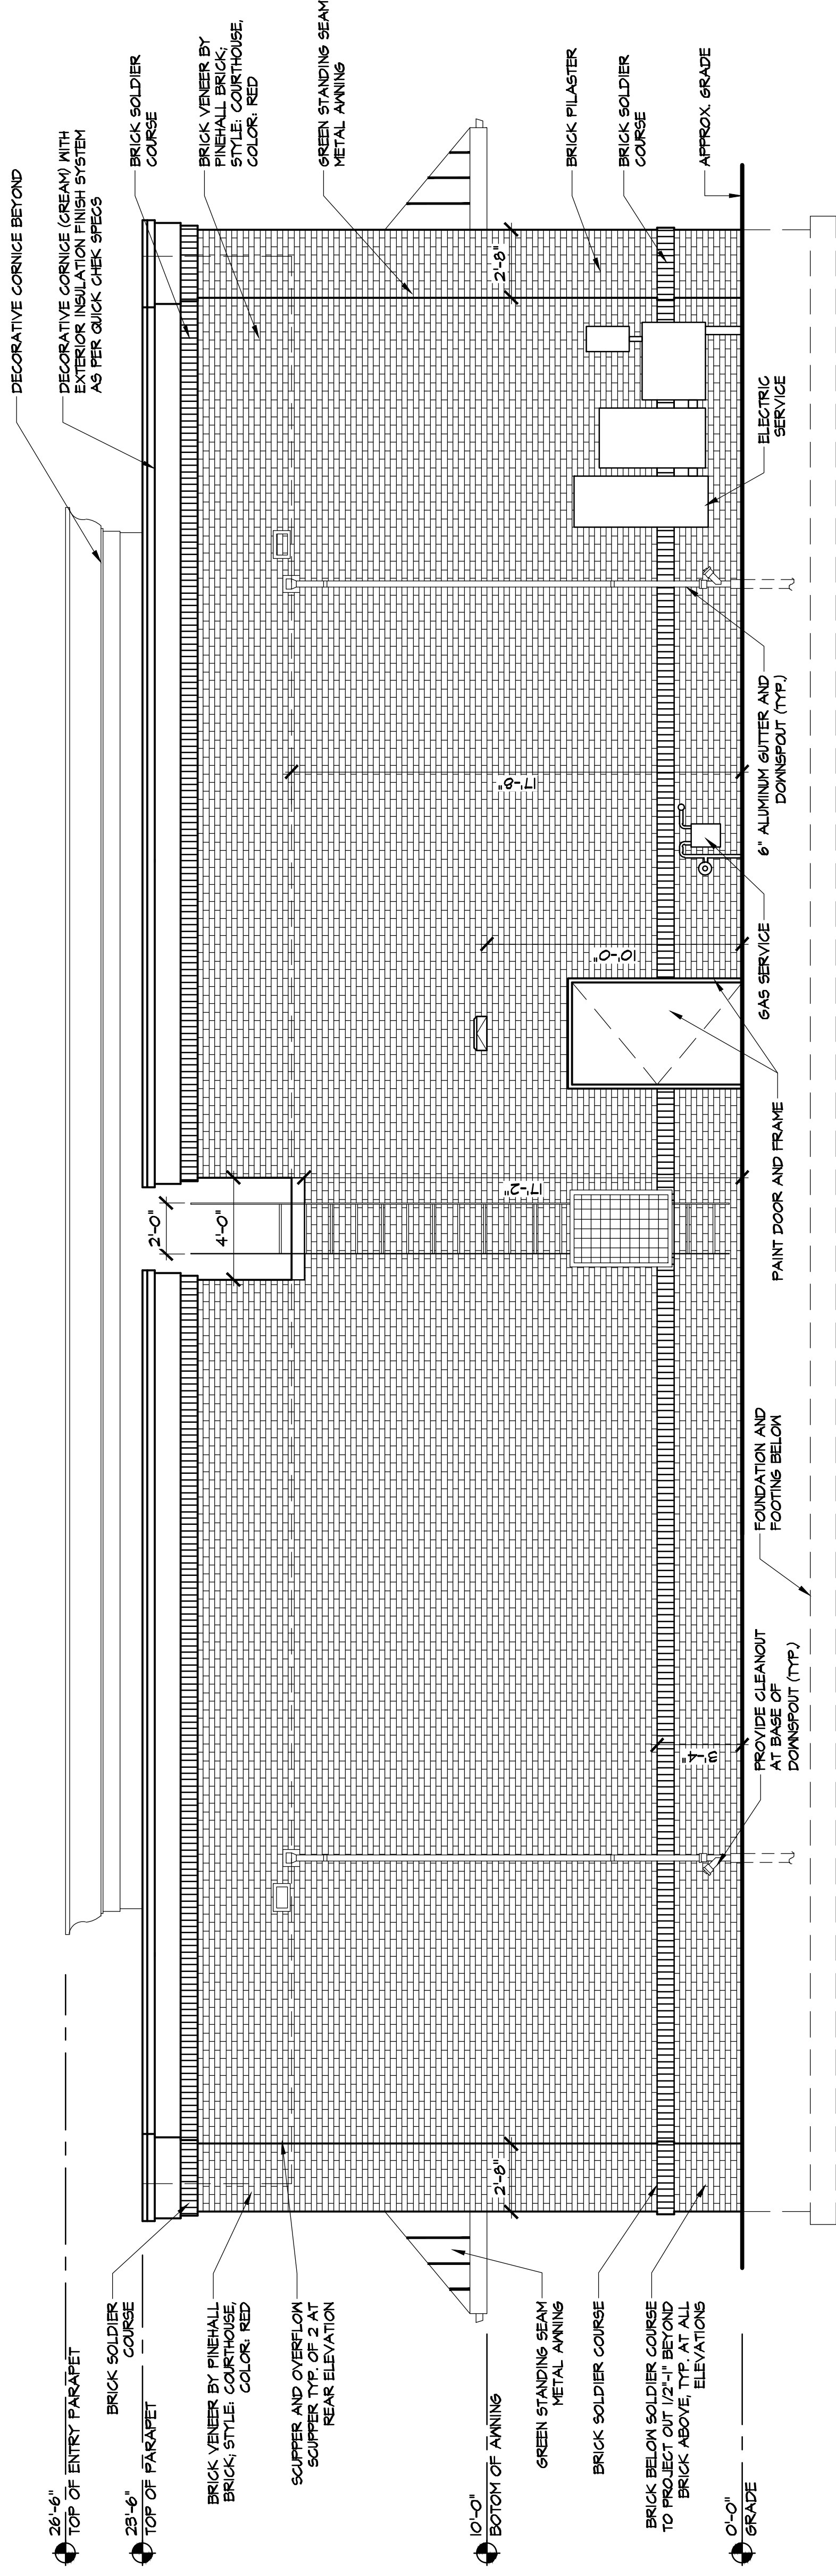 26'-6"
TOP OF ENTRY PARAPET
BRICK SOLDIER
COURSE
23'-6"
TOP OF PARAPET
BRICK VENEER BY PINEHALL
BRICK; STYLE: COURTHOUSE,
COLOR: RED
SCUPPER AND OVERFLOW
SCUPPER TYP. OF 2 AT
REAR ELEVATION
10'-0"
BOTOM OF AWNING
GREEN STANDING SEAM
METAL AWNING
BRICK SOLDIER COURSE
BRICK BELOW SOLDIER COURSE
TO PROJECT OUT 1/2"-1" BEYOND
BRICK ABOVE, TYP. AT ALL
ELEVATIONS
0'-0"
GRADE
2'-8"
3'-4"
PROVIDE CLEANOUT
AT BASE OF
DOWNSPOUT (TYP.)
FOUNDATION AND
FOOTING BELOW
2'-0"
4'-0"
17'-2"
PAINT DOOR AND FRAME
10'-0"
GAS SERVICE
17'-8"
6" ALUMINUM GUTTER AND
DOWNSPOUT (TYP.)
ELECTRIC
SERVICE
2'-8"
DECORATIVE CORNICE BEYOND
DECORATIVE CORNICE (CREAM) WITH
EXTERIOR INSULATION FINISH SYSTEM
AS PER QUICK CHEK SPECS
BRICK SOLDIER
COURSE
BRICK VENEER BY
PINEHALL BRICK;
STYLE: COURTHOUSE,
COLOR: RED
GREEN STANDING SEAM
METAL AWNING
BRICK PILASTER
BRICK SOLDIER
COURSE
APPROX. GRADE